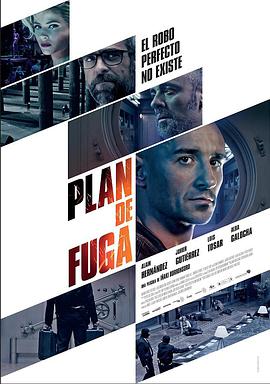 EL ROBO
PERFECTO
NO EXISTE
PLAN
DE
FUGA
ALAIN
HERNÁNDEZ
JAVIER
GUTIÉRREZ
LUIS
TOSAR
ALBA
GALOCHA
UNA PELÍCULA DE IÑAKI DORRONSORO